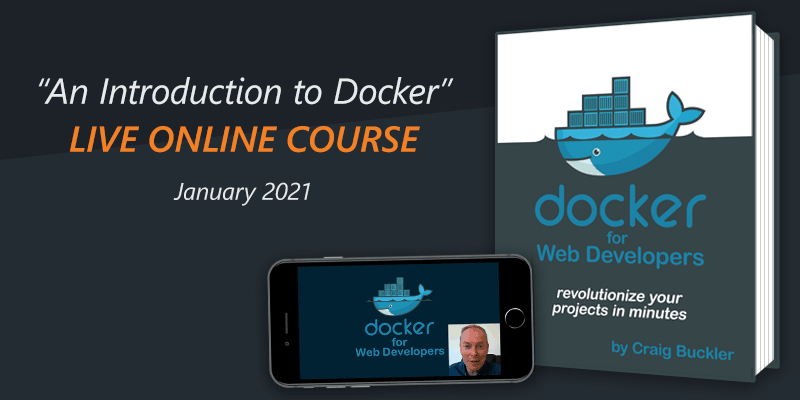 “An Introduction to Docker”
LIVE ONLINE COURSE
January 2021
docker
for
Web Developers
revolutionize your
projects in minutes
by Craig Buckler
docker
for
Web Developers